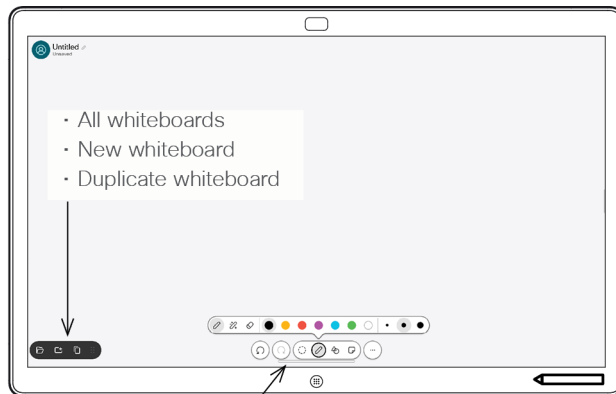 Untitled
Unsaved
· All whiteboards
· New whiteboard
· Duplicate whiteboard